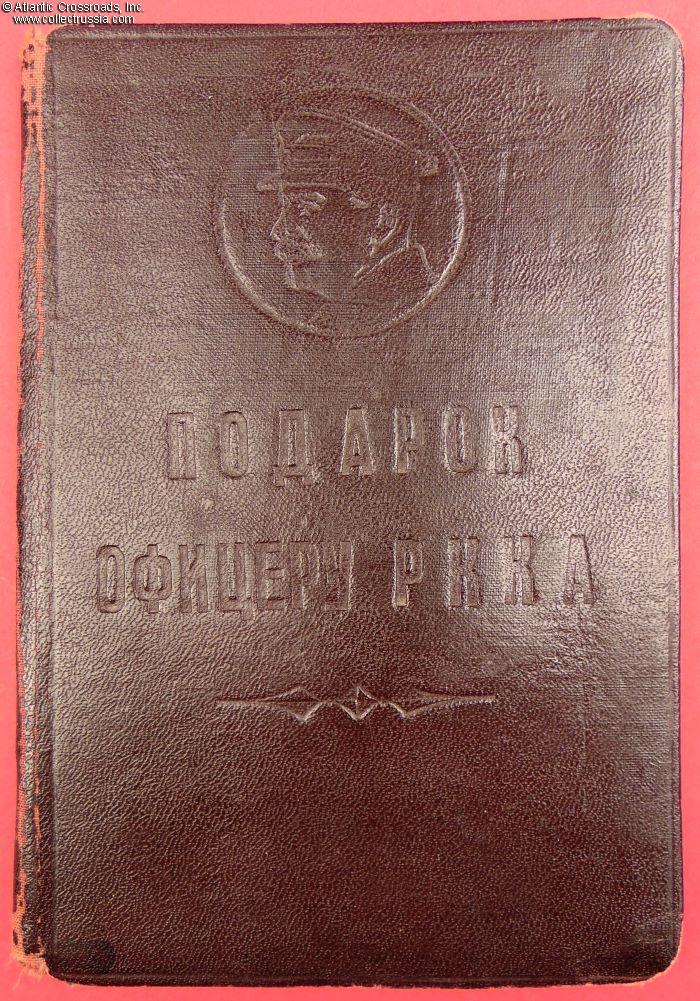 © Atlantic Crossroads, Inc.
www.collectrussia.com
ПОДАРОК
ОФИЦЕРУ РККА